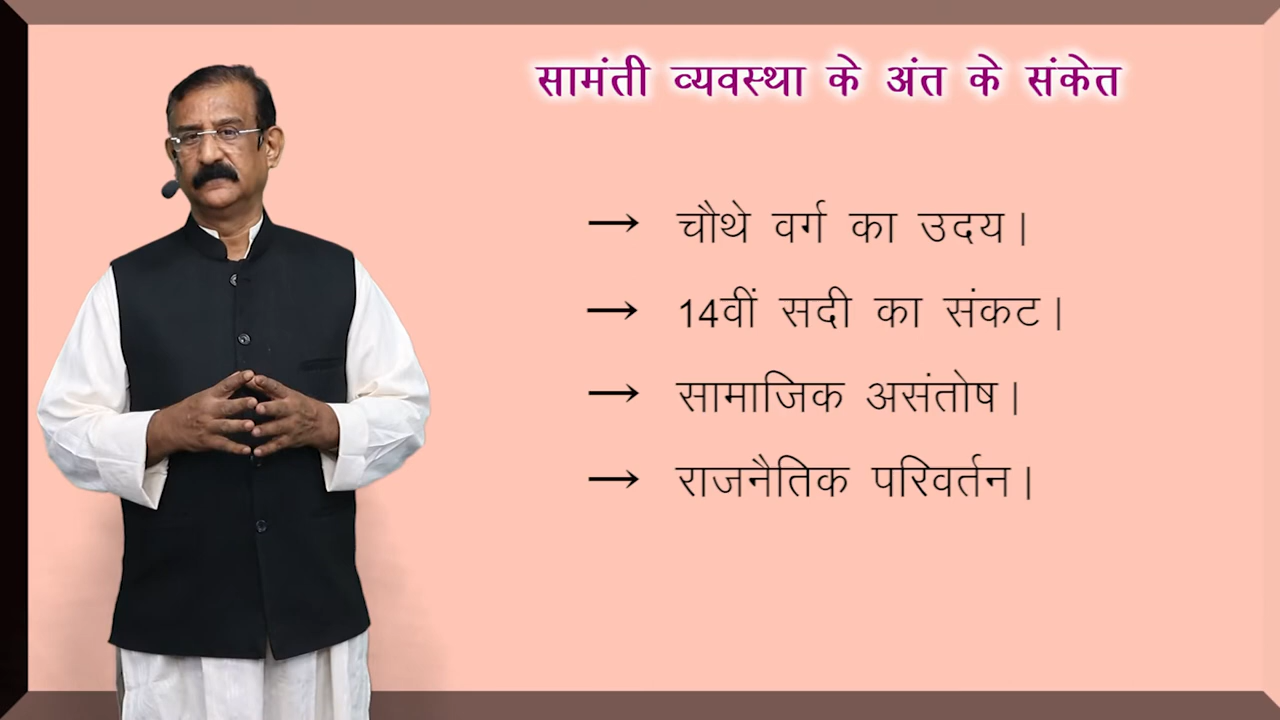 सामंती व्यवस्था के अंत के संकेत
→ चौथे वर्ग का उदय।
→ 14वीं सदी का संकट।
→ सामाजिक असंतोष।
→ राजनैतिक परिवर्तन।